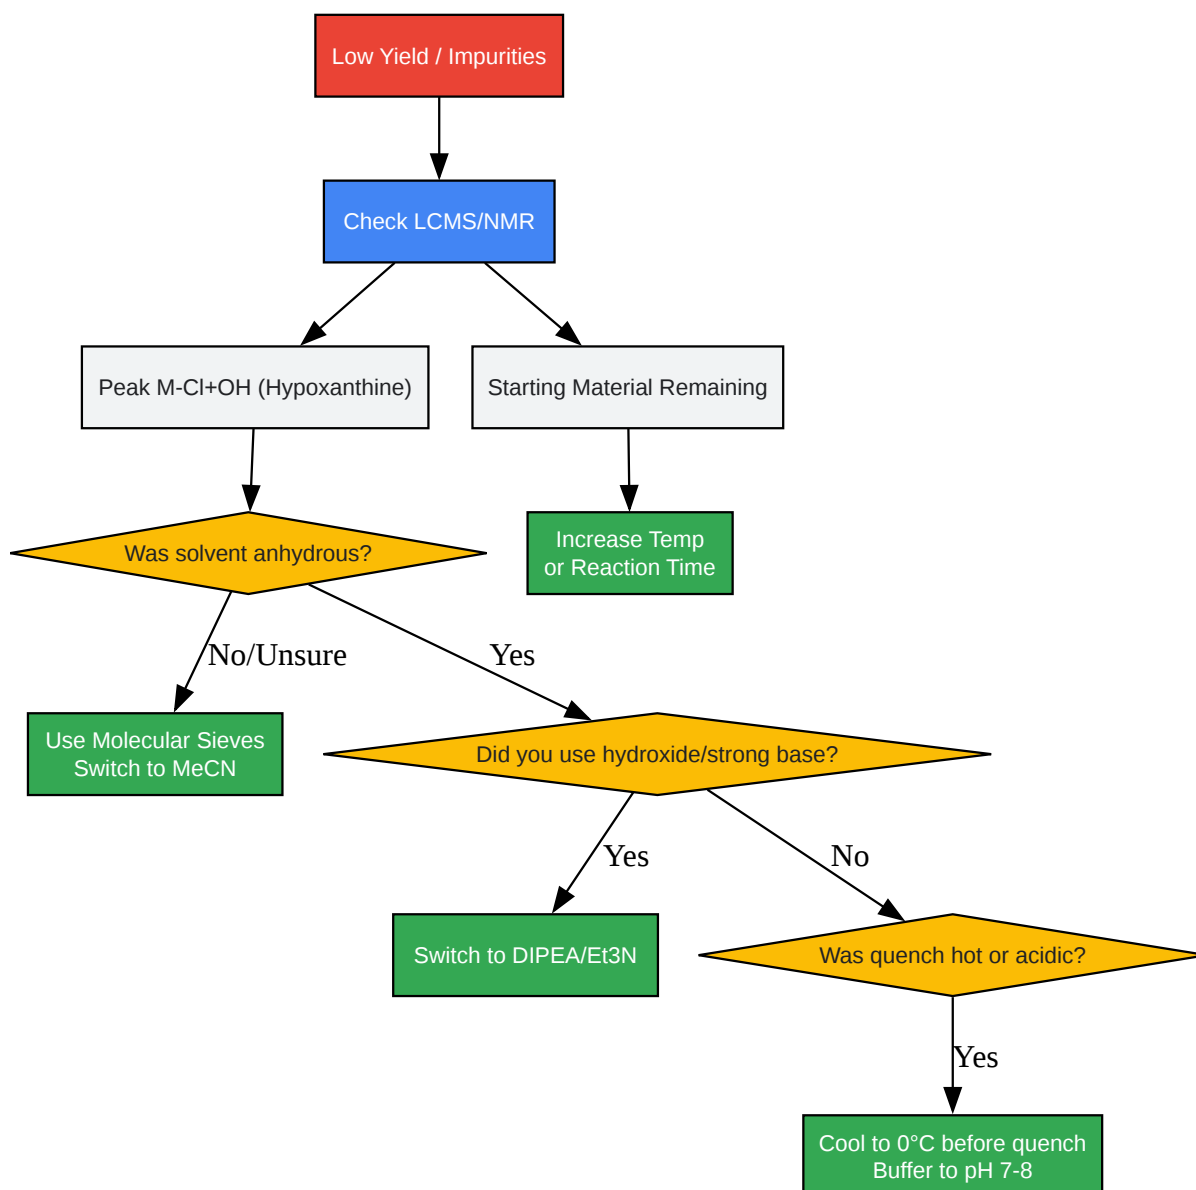 Low Yield / Impurities
Check LCMS/NMR
Peak M-Cl+OH (Hypoxanthine)
Starting Material Remaining
Was solvent anhydrous?
Increase Temp
or Reaction Time
No/Unsure
Yes
Use Molecular Sieves
Switch to MeCN
Did you use hydroxide/strong base?
Yes
No
Switch to DIPEA/Et3N
Was quench hot or acidic?
Yes
Cool to 0°C before quench
Buffer to pH 7-8